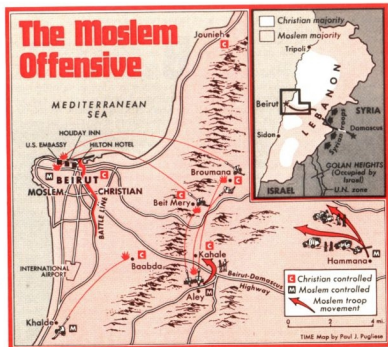 The Moslem
Offensive
Jounieh
C
MEDITERRANEAN
SEA
HOLIDAY INN
U.S. EMBASSY
HILTON HOTEL
BEIRUT
M
MOSLEM
CHRISTIAN
BATTLE LINE
Broumana
C
Beit Mery
C
INTERNATIONAL
AIRPORT
Baabda
C
Kahale
C
Beirut-Damascus
Highway
Aley
M
Khalde
M
Hammana
M
Christian majority
Moslem majority
Tripoli
Beirut
LEBANON
SYRIA
Syrian troops
Damascus
Sidon
GOLAN HEIGHTS
(Occupied by
Israel)
U.N. zone
ISRAEL
C Christian controlled
M Moslem controlled
Moslem troop
movement
0 4 mi.
TIME Map by Paul J. Pugliese